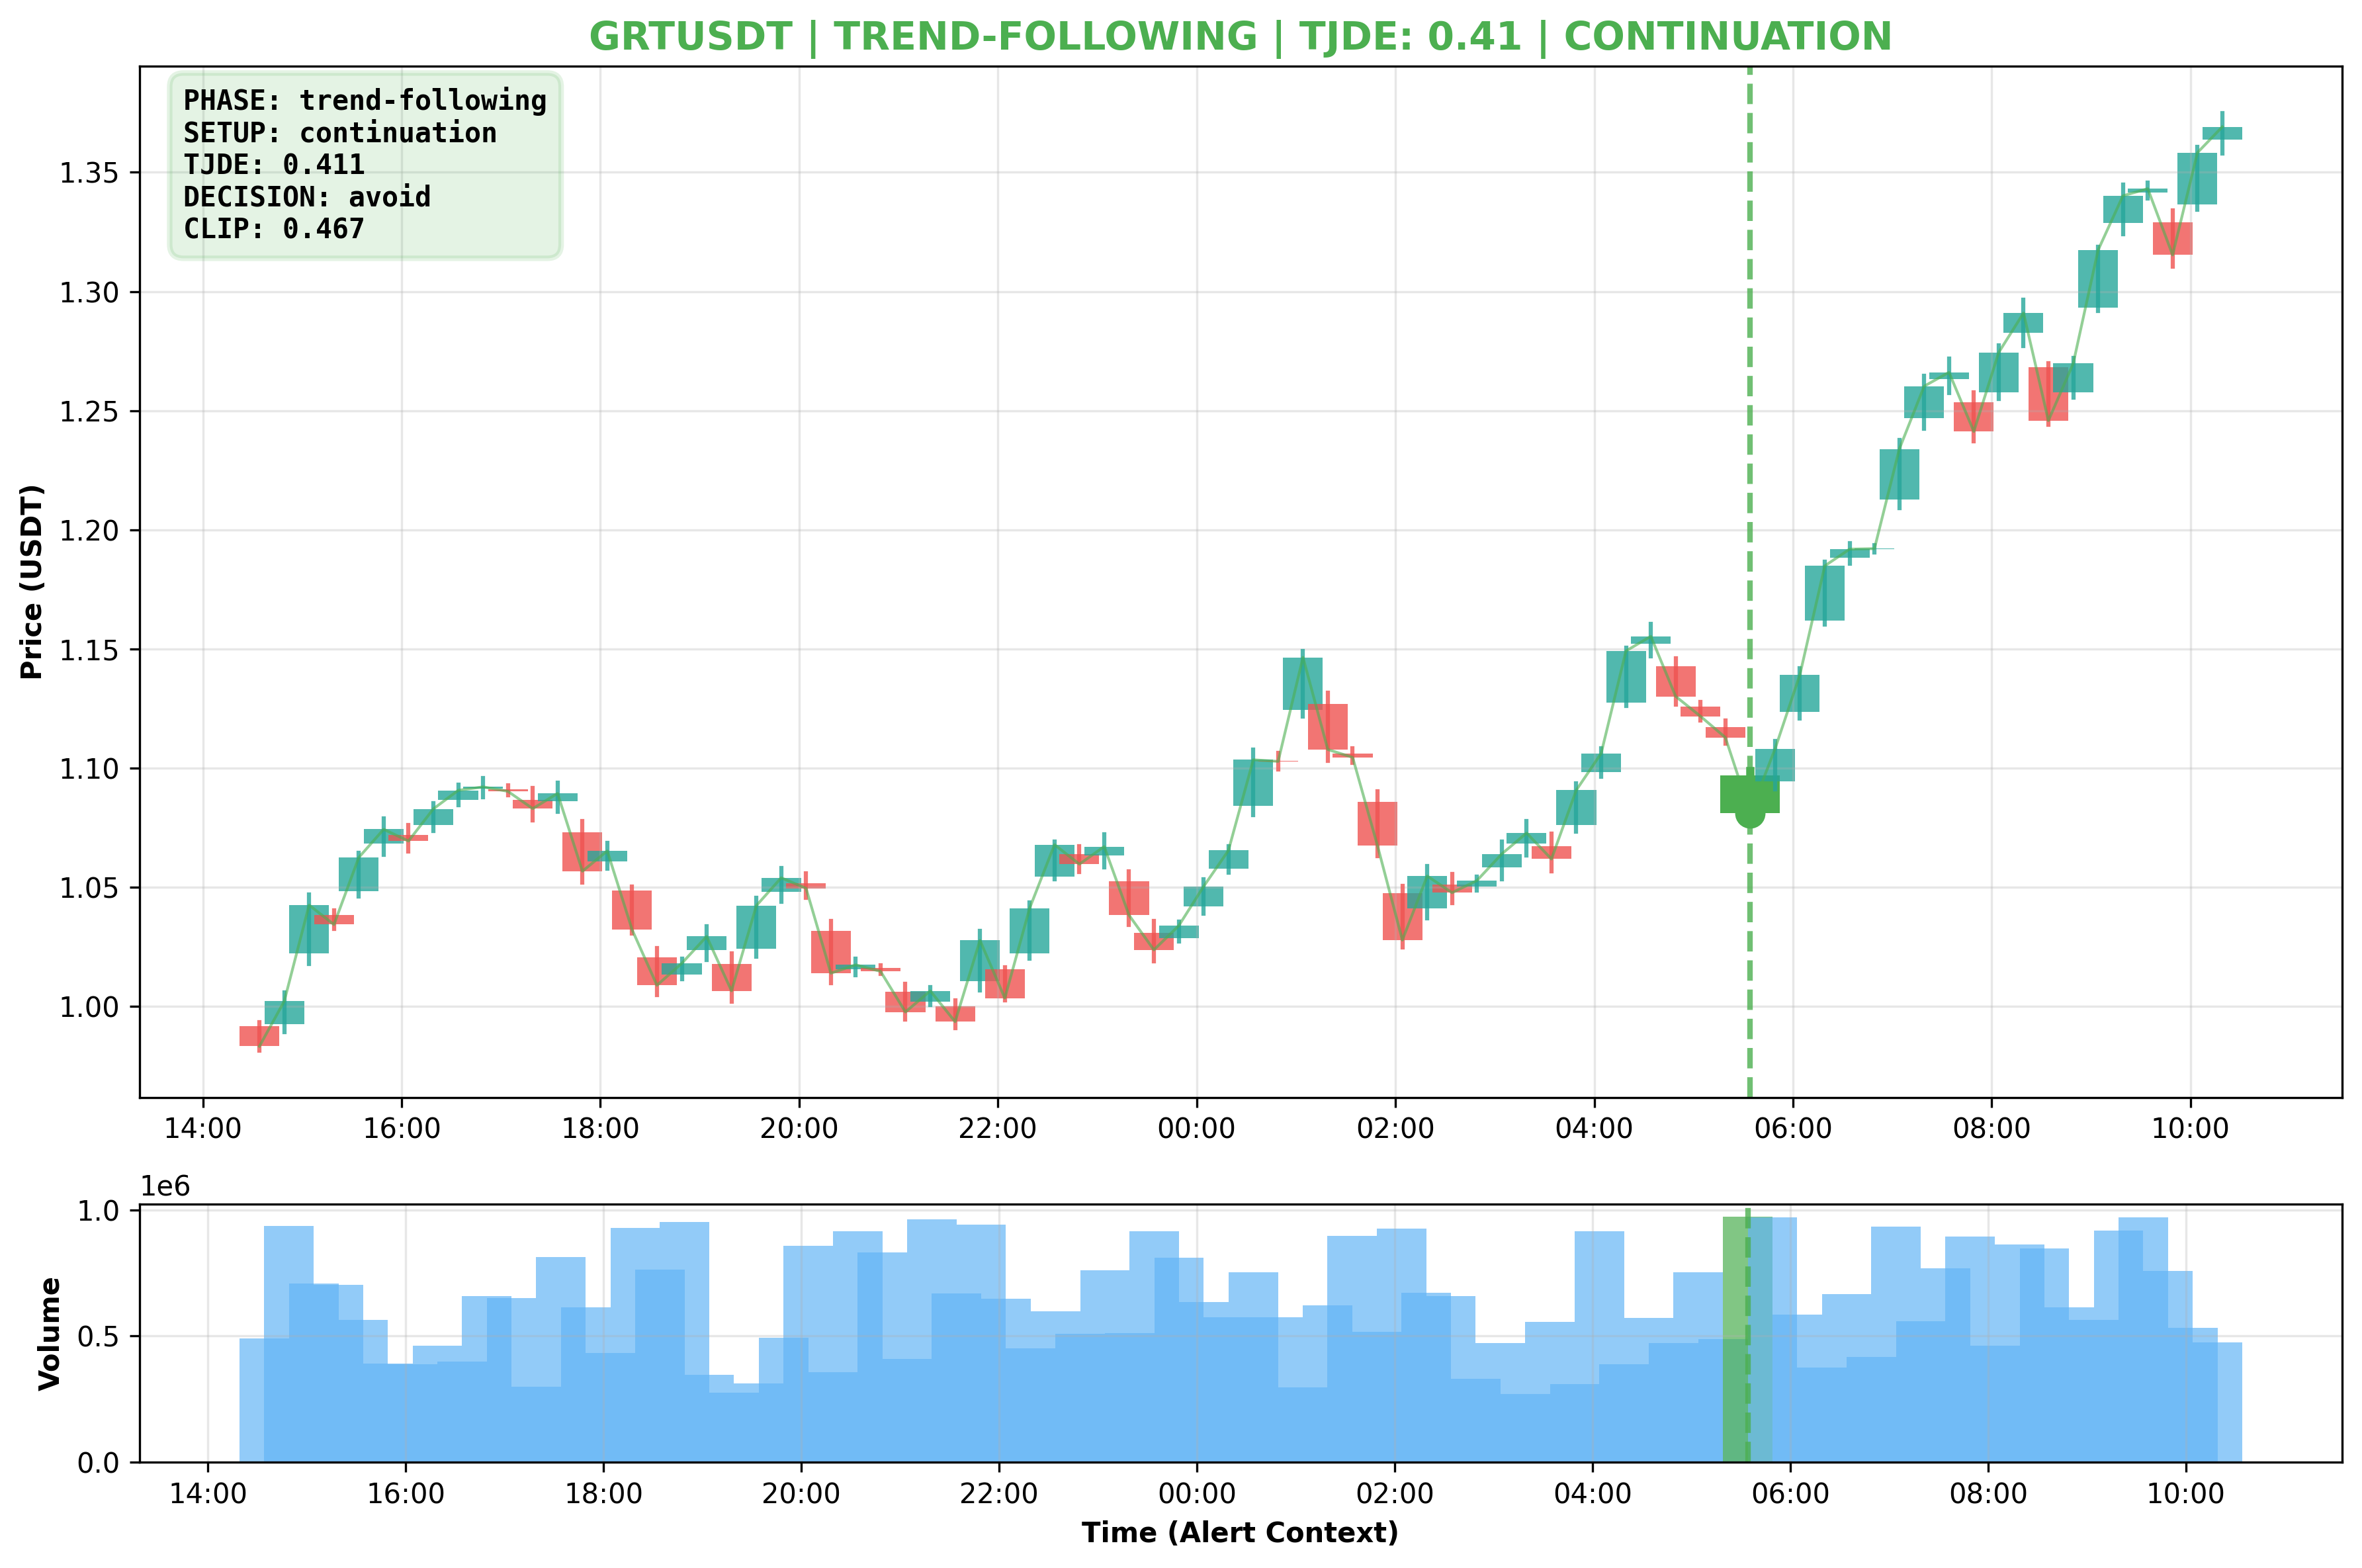 GRTUSDT | TREND-FOLLOWING | TJDE: 0.41 | CONTINUATION
PHASE: trend-following
SETUP: continuation
TJDE: 0.411
DECISION: avoid
CLIP: 0.467
Price (USDT)
1.35
1.30
1.25
1.20
1.15
1.10
1.05
1.00
14:00 16:00 18:00 20:00 22:00 00:00 02:00 04:00 06:00 08:00 10:00
1e6
Volume
1.0
0.5
0.0
14:00 16:00 18:00 20:00 22:00 00:00 02:00 04:00 06:00 08:00 10:00
Time (Alert Context)